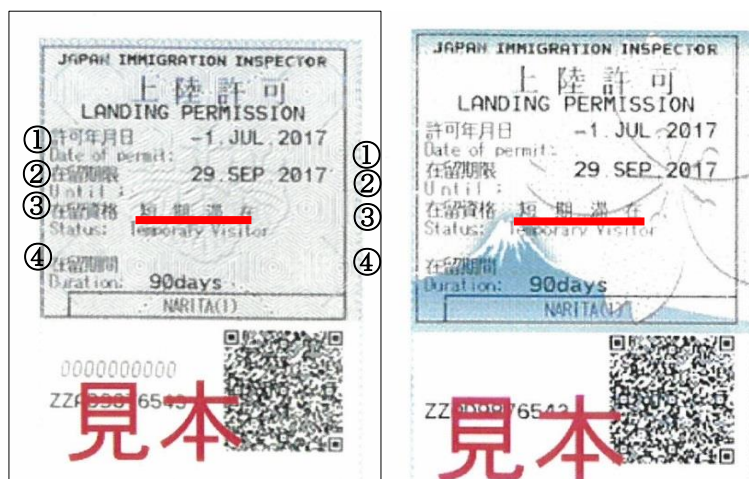 JAPAN IMMIGRATION INSPECTOR
上陸許可
LANDING PERMISSION
① 許可年月日 -1.JUL.2017
Date of permit:
② 在留期限 29.SEP.2017
Until :
③ 在留資格 短期滞在
Status: Temporary Visitor
④ 在留期間
Duration: 90days
NARITA(1)
0000000000
見本
JAPAN IMMIGRATION INSPECTOR
上陸許可
LANDING PERMISSION
① 許可年月日 -1.JUL.2017
Date of permit:
② 在留期限 29.SEP.2017
Until :
③ 在留資格 短期滞在
Status: Temporary Visitor
④ 在留期間
Duration: 90days
見本